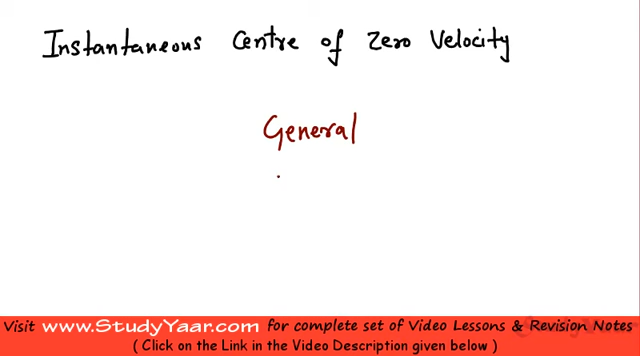 Instantaneous Centre of Zero Velocity
General
Visit www.StudyYaar.com for complete set of Video Lessons & Revision Notes
( Click on the Link in the Video Description given below )